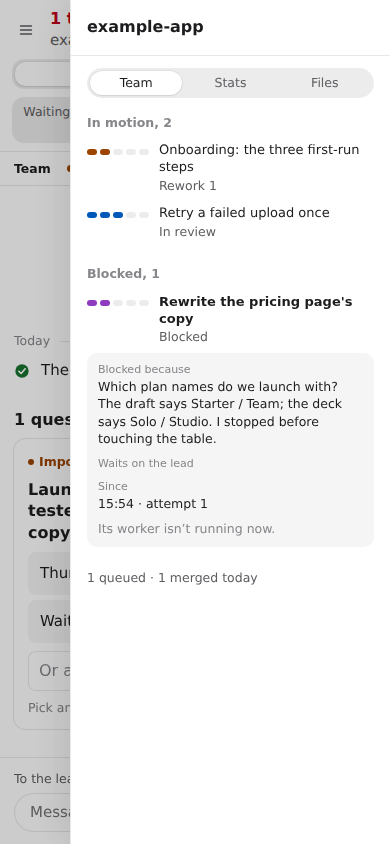 example-app
Team Stats Files
In motion, 2
Onboarding: the three first-run
steps
Rework 1
Retry a failed upload once
In review
Blocked, 1
Rewrite the pricing page's
copy
Blocked
Blocked because
Which plan names do we launch with?
The draft says Starter / Team; the deck
says Solo / Studio. I stopped before
touching the table.
Waits on the lead
Since
15:54 · attempt 1
Its worker isn’t running now.
1 queued · 1 merged today
Waiting
Team
Today
The
1 ques
Impo
Laun
teste
copy
Thu
Wait
Or a
Pick an
To the lea
Messa